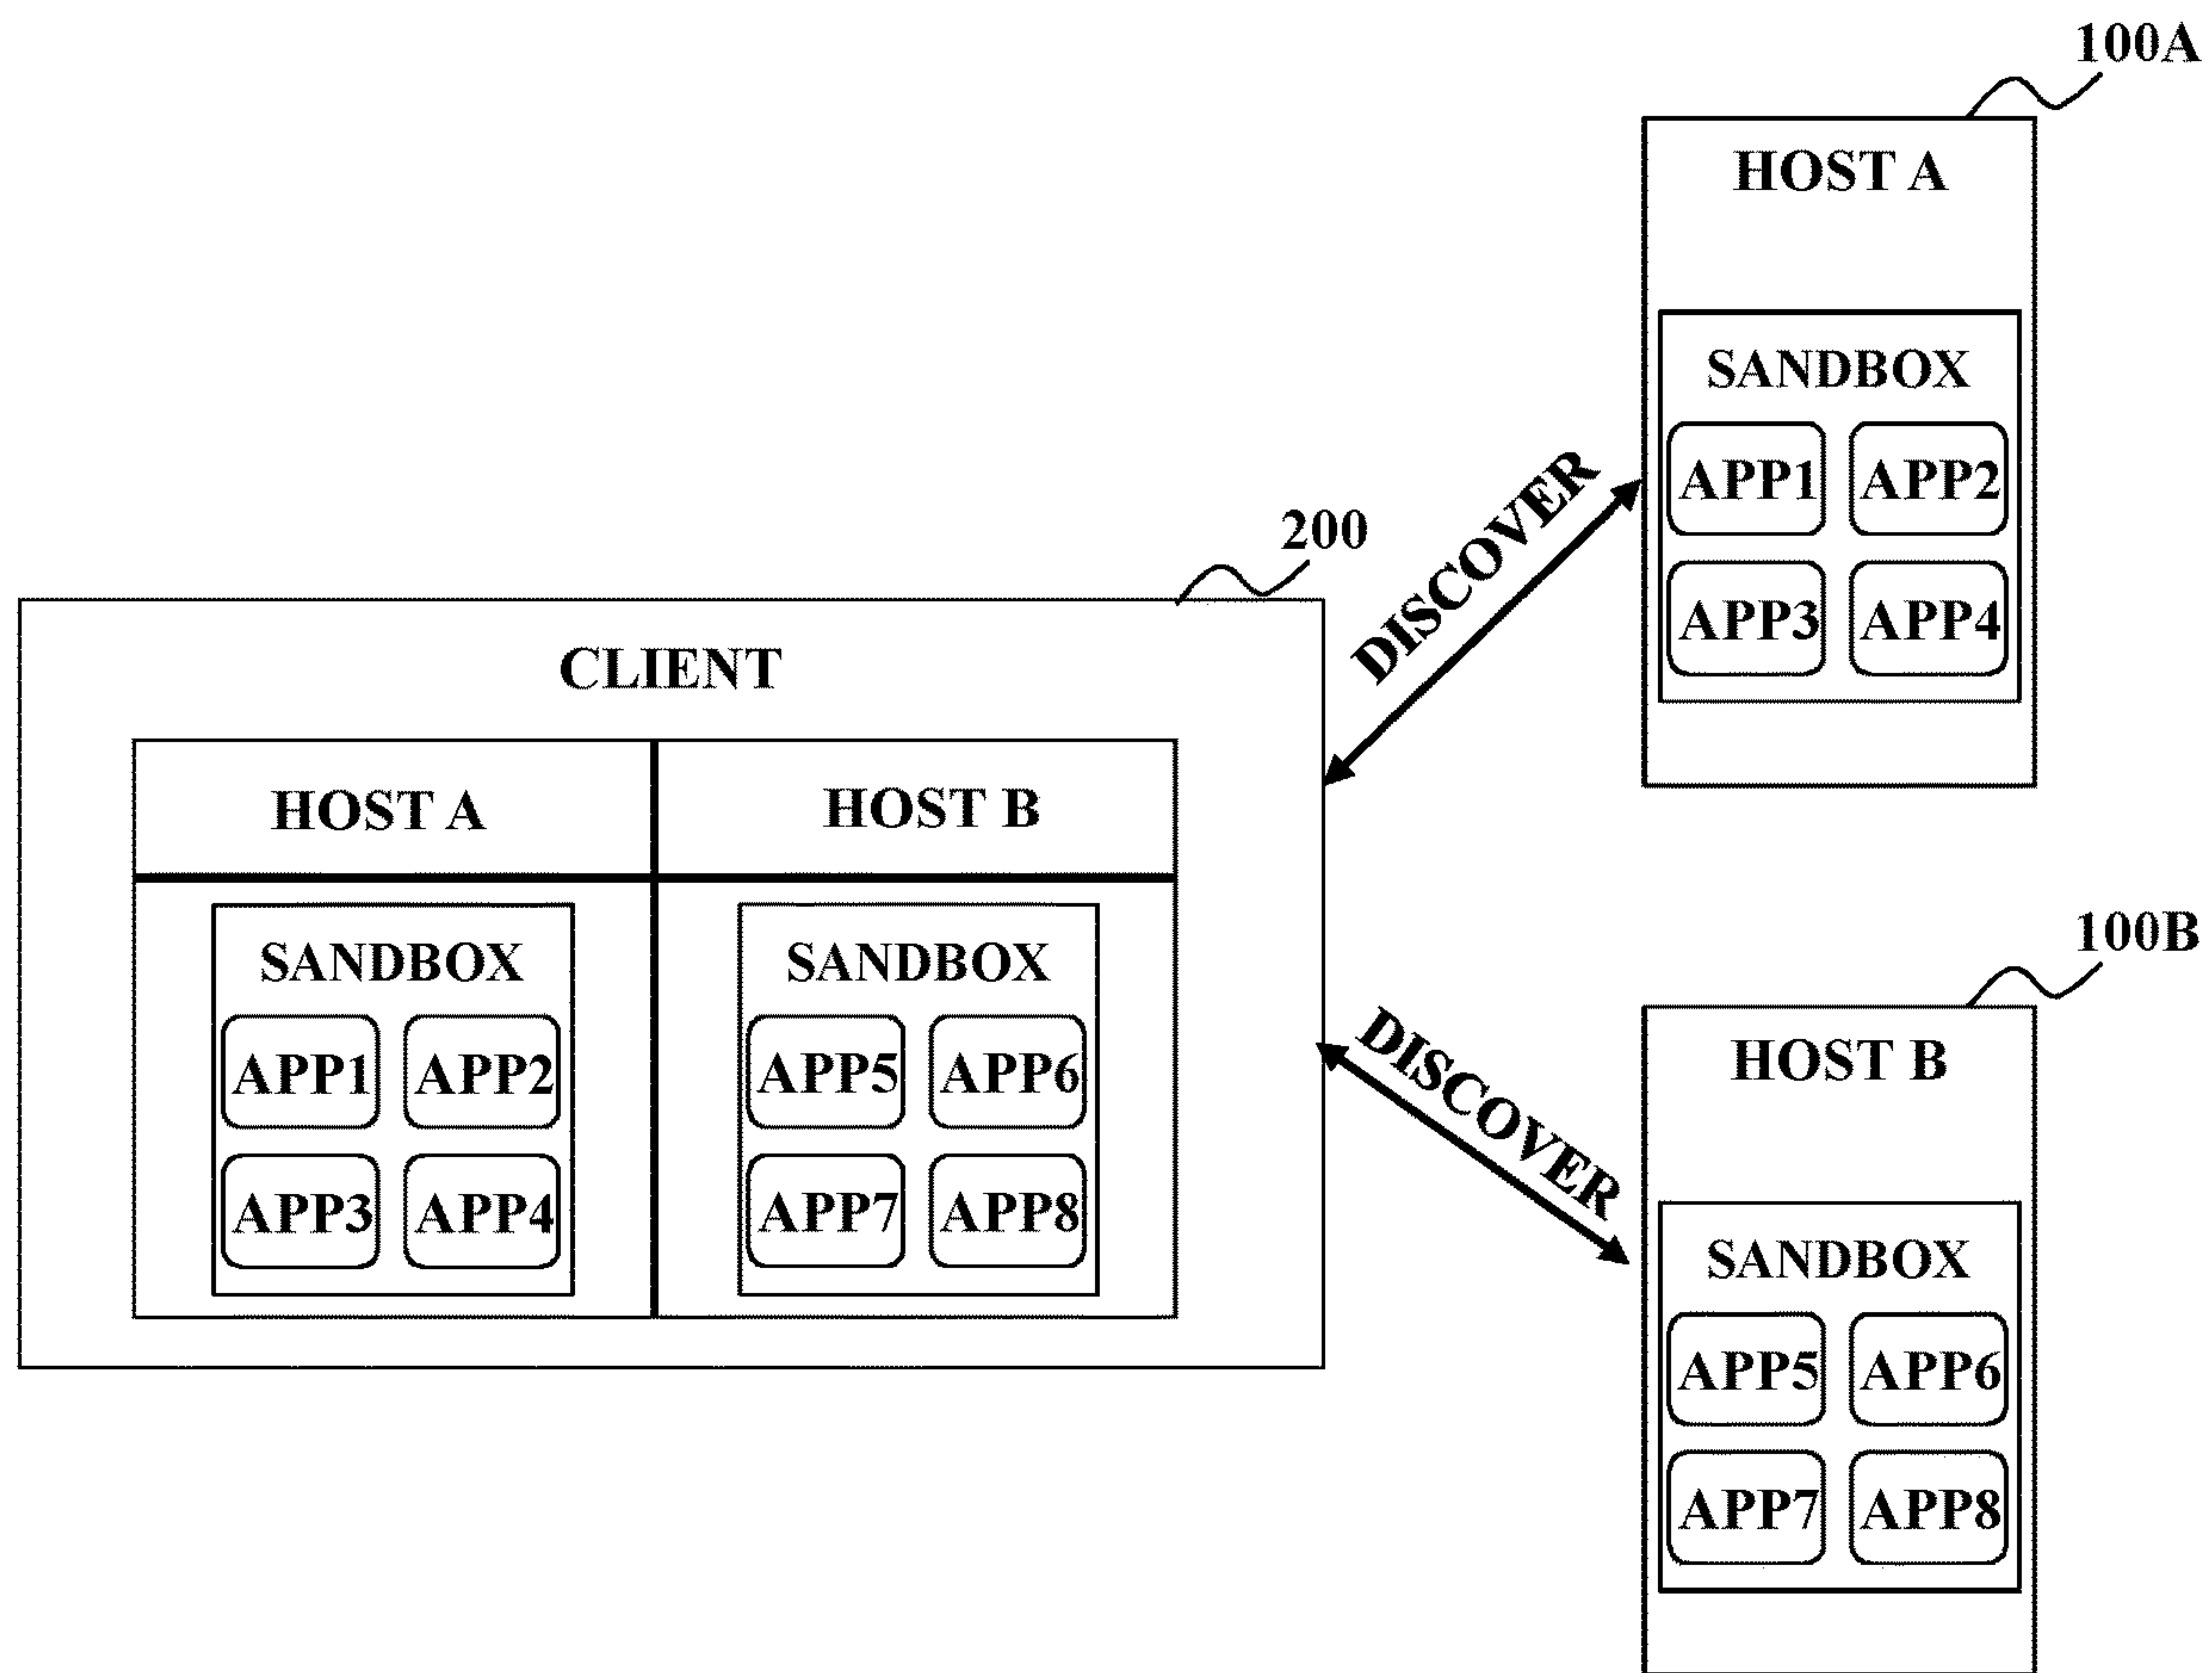 100A
HOST A
SANDBOX
APP1 APP2
APP3 APP4
DISCOVER
200
CLIENT
HOST A HOST B
SANDBOX SANDBOX
APP1 APP2 APP5 APP6
APP3 APP4 APP7 APP8
DISCOVER
100B
HOST B
SANDBOX
APP5 APP6
APP7 APP8